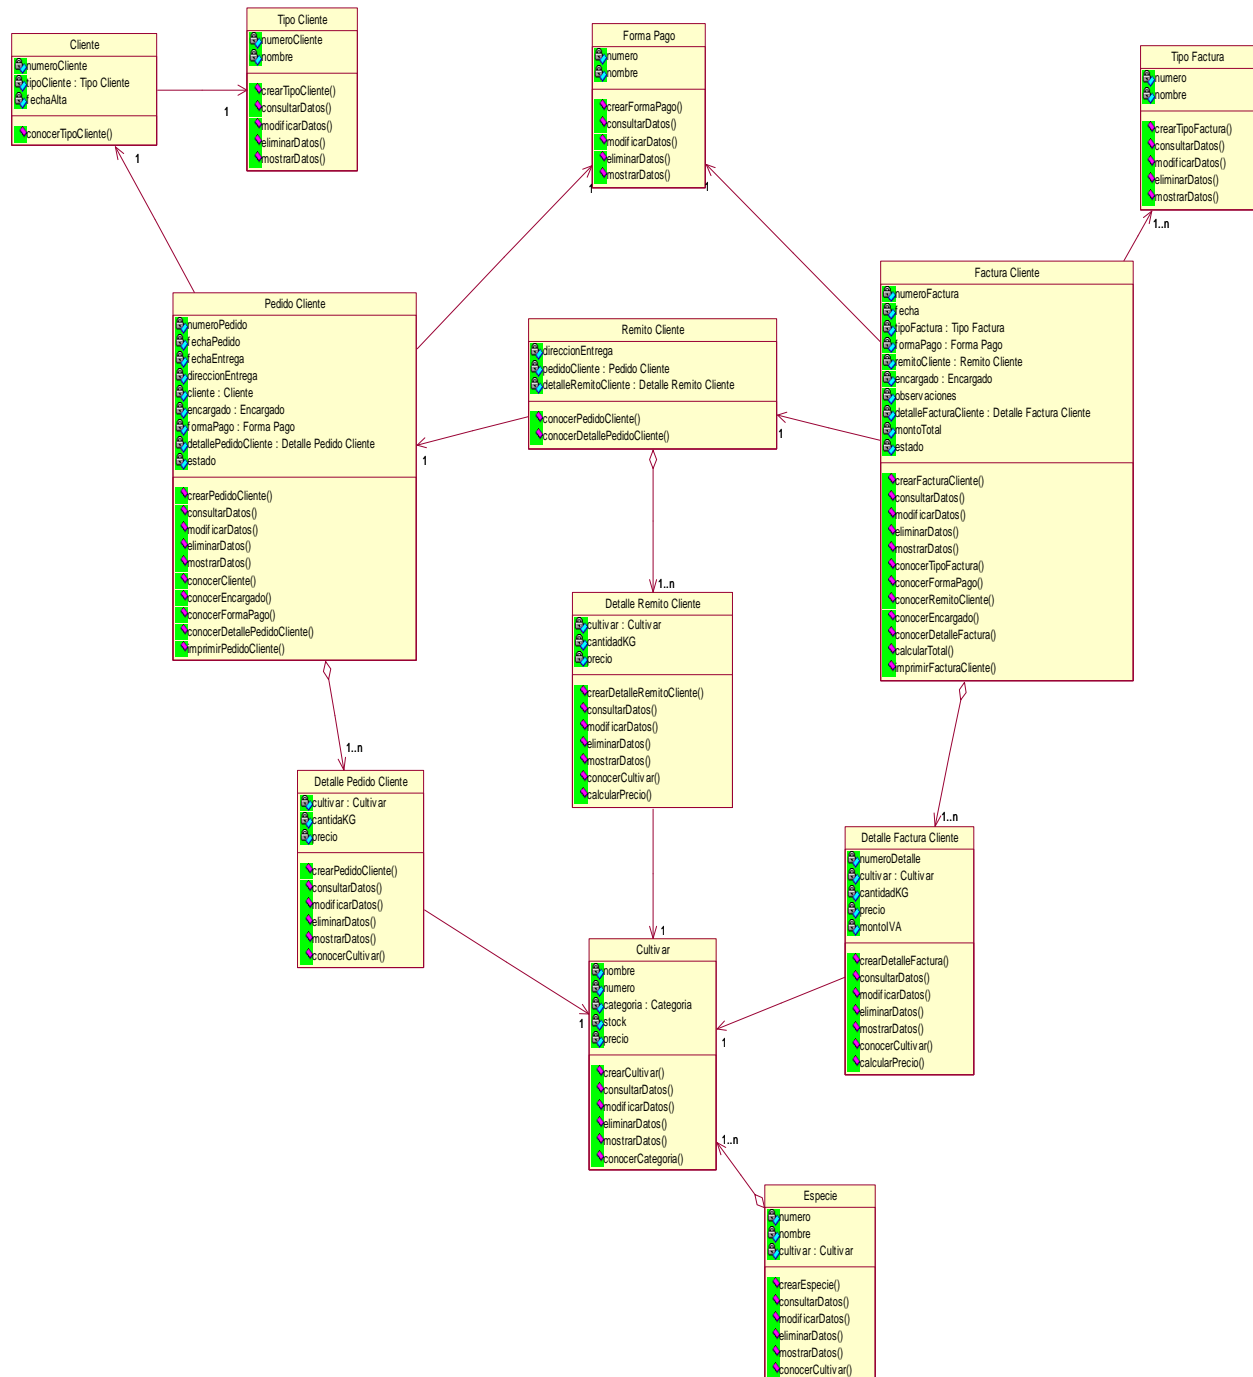 Tipo Cliente
numeroCliente
nombre
crearTipoCliente()
consultarDatos()
modificarDatos()
eliminarDatos()
mostrarDatos()
Cliente
numeroCliente
tipoCliente : Tipo Cliente
fechaAlta
conocerTipoCliente()
1
1
Forma Pago
numero
nombre
crearFormaPago()
consultarDatos()
modificarDatos()
eliminarDatos()
mostrarDatos()
1
1
Tipo Factura
numero
nombre
crearTipoFactura()
consultarDatos()
modificarDatos()
eliminarDatos()
mostrarDatos()
1..n
Pedido Cliente
numeroPedido
fechaPedido
fechaEntrega
direccionEntrega
cliente : Cliente
encargado : Encargado
formaPago : Forma Pago
detallePedidoCliente : Detalle Pedido Cliente
estado
crearPedidoCliente()
consultarDatos()
modificarDatos()
eliminarDatos()
mostrarDatos()
conocerCliente()
conocerEncargado()
conocerFormaPago()
conocerDetallePedidoCliente()
imprimirPedidoCliente()
1
1..n
Remito Cliente
direccionEntrega
pedidoCliente : Pedido Cliente
detalleRemitoCliente : Detalle Remito Cliente
conocerPedidoCliente()
conocerDetallePedidoCliente()
1
1..n
Factura Cliente
numeroFactura
fecha
tipoFactura : Tipo Factura
formaPago : Forma Pago
remitoCliente : Remito Cliente
encargado : Encargado
observaciones
detalleFacturaCliente : Detalle Factura Cliente
montoTotal
estado
crearFacturaCliente()
consultarDatos()
modificarDatos()
eliminarDatos()
mostrarDatos()
conocerTipoFactura()
conocerFormaPago()
conocerRemitoCliente()
conocerEncargado()
conocerDetalleFactura()
calcularTotal()
imprimirFacturaCliente()
1..n
Detalle Remito Cliente
cultivar : Cultivar
cantidadKG
precio
crearDetalleRemitoCliente()
consultarDatos()
modificarDatos()
eliminarDatos()
mostrarDatos()
conocerCultivar()
calcularPrecio()
1
Detalle Pedido Cliente
cultivar : Cultivar
cantidaKG
precio
crearPedidoCliente()
consultarDatos()
modificarDatos()
eliminarDatos()
mostrarDatos()
conocerCultivar()
1
Detalle Factura Cliente
numeroDetalle
cultivar : Cultivar
cantidadKG
precio
montoIVA
crearDetalleFactura()
consultarDatos()
modificarDatos()
eliminarDatos()
mostrarDatos()
conocerCultivar()
calcularPrecio()
1
Cultivar
nombre
numero
categoria : Categoria
stock
precio
crearCultivar()
consultarDatos()
modificarDatos()
eliminarDatos()
mostrarDatos()
conocerCategoria()
1..n
Especie
numero
nombre
cultivar : Cultivar
crearEspecie()
consultarDatos()
modificarDatos()
eliminarDatos()
mostrarDatos()
conocerCultivar()